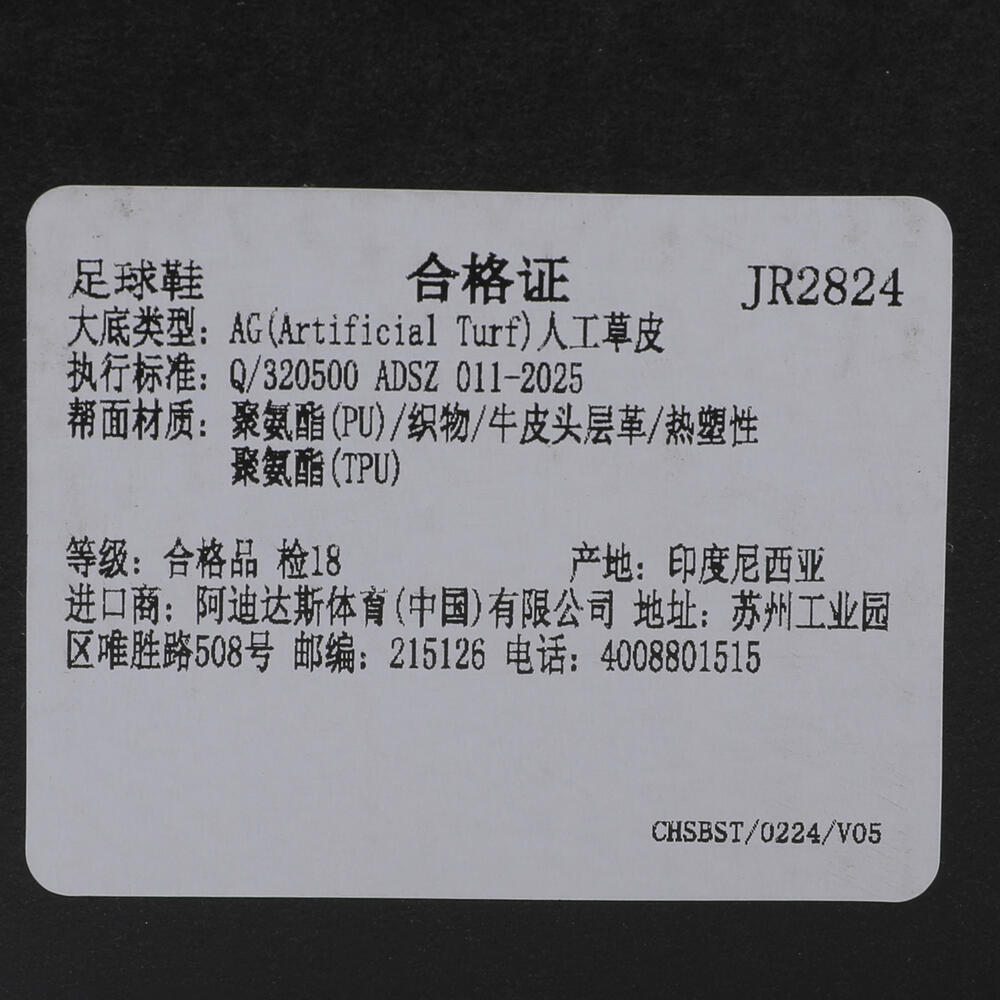 足球鞋 合格证 JR2824
大底类型: AG(Artificial Turf)人工草皮
执行标准: Q/320500 ADSZ 011-2025
帮面材质: 聚氨酯(PU)/织物/牛皮头层革/热塑性
聚氨酯(TPU)
等级: 合格品 检18 产地: 印度尼西亚
进口商: 阿迪达斯体育(中国)有限公司 地址: 苏州工业园
区唯胜路508号 邮编: 215126 电话: 4008801515
CHSBST/0224/V05